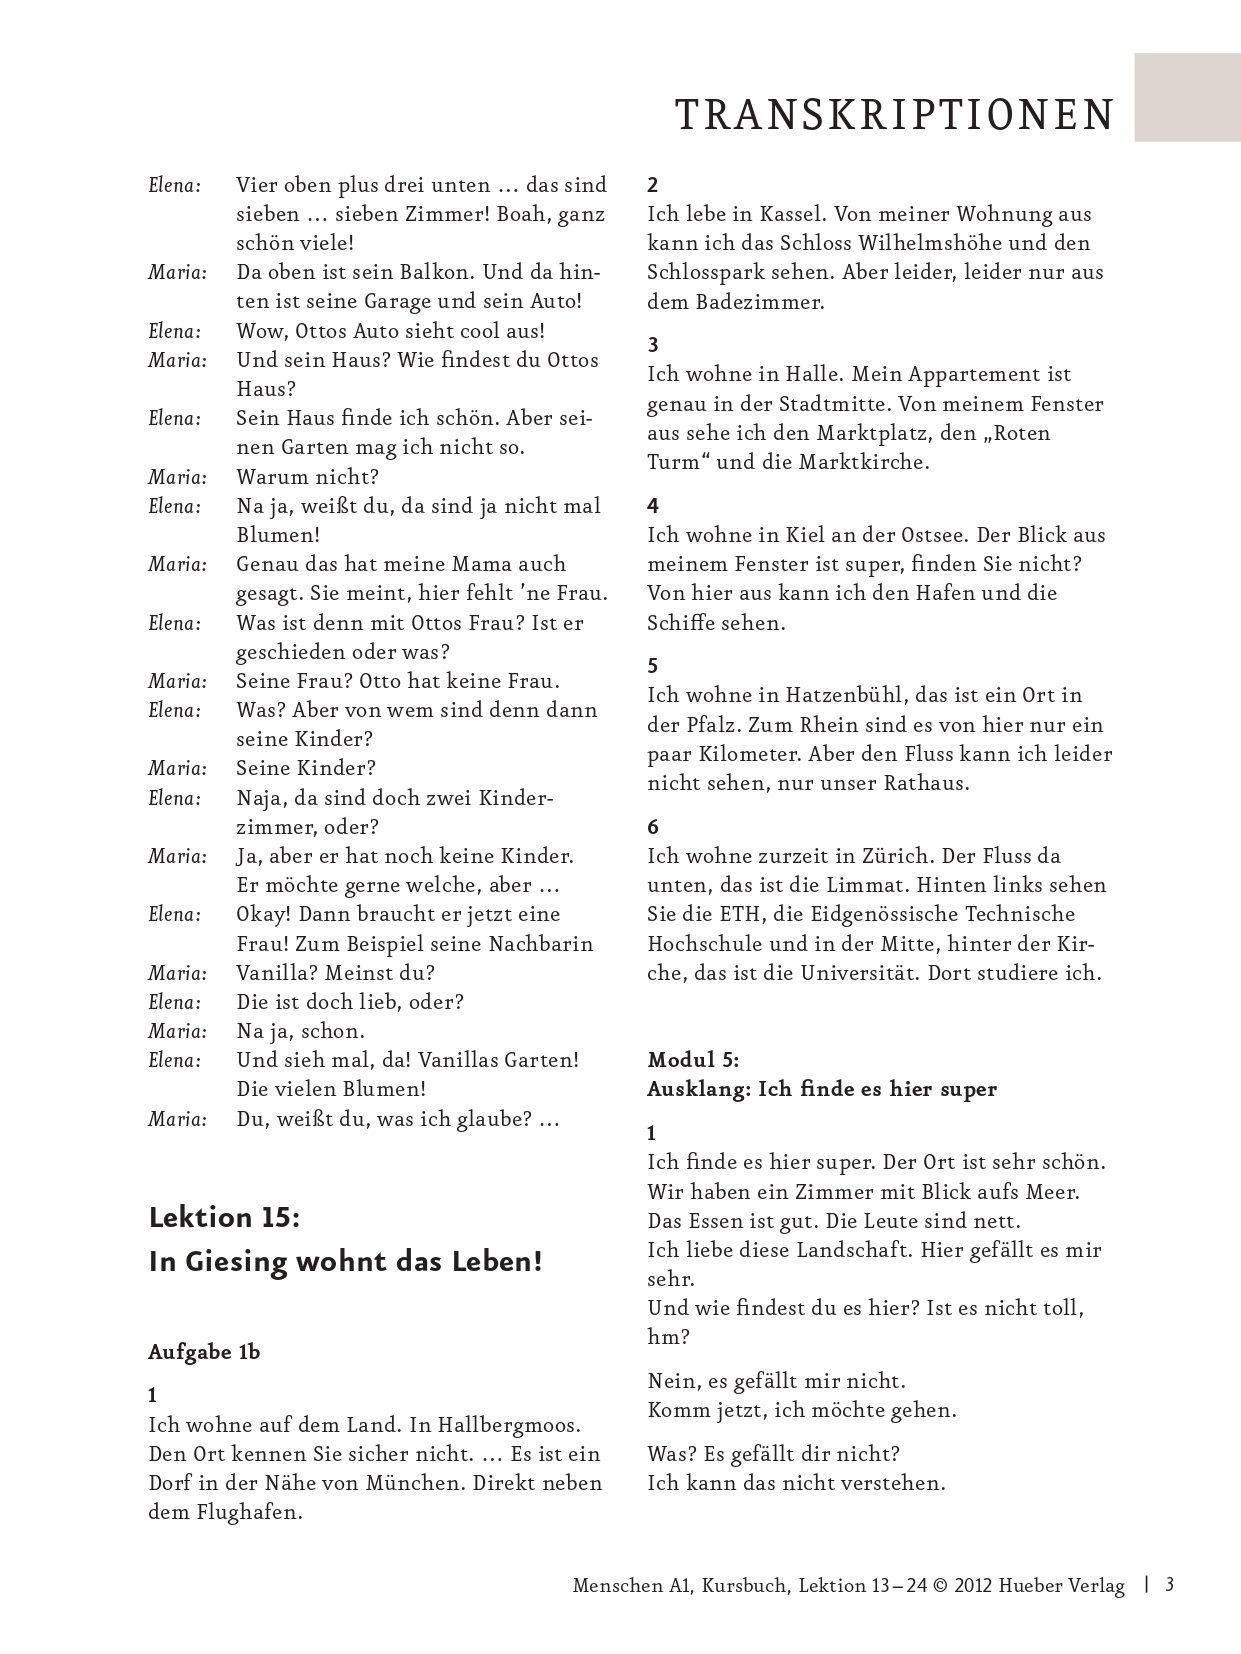 TRANSKRIPTIONEN
Elena: Vier oben plus drei unten … das sind
sieben … sieben Zimmer! Boah, ganz
schön viele!
Maria: Da oben ist sein Balkon. Und da hin-
ten ist seine Garage und sein Auto!
Elena: Wow, Ottos Auto sieht cool aus!
Maria: Und sein Haus? Wie findest du Ottos
Haus?
Elena: Sein Haus finde ich schön. Aber sei-
nen Garten mag ich nicht so.
Maria: Warum nicht?
Elena: Na ja, weißt du, da sind ja nicht mal
Blumen!
Maria: Genau das hat meine Mama auch
gesagt. Sie meint, hier fehlt ’ne Frau.
Elena: Was ist denn mit Ottos Frau? Ist er
geschieden oder was?
Maria: Seine Frau? Otto hat keine Frau.
Elena: Was? Aber von wem sind denn dann
seine Kinder?
Maria: Seine Kinder?
Elena: Naja, da sind doch zwei Kinder-
zimmer, oder?
Maria: Ja, aber er hat noch keine Kinder.
Er möchte gerne welche, aber …
Elena: Okay! Dann braucht er jetzt eine
Frau! Zum Beispiel seine Nachbarin
Maria: Vanilla? Meinst du?
Elena: Die ist doch lieb, oder?
Maria: Na ja, schon.
Elena: Und sieh mal, da! Vanillas Garten!
Die vielen Blumen!
Maria: Du, weißt du, was ich glaube? …
Lektion 15:
In Giesing wohnt das Leben!
Aufgabe 1b
1
Ich wohne auf dem Land. In Hallbergmoos.
Den Ort kennen Sie sicher nicht. … Es ist ein
Dorf in der Nähe von München. Direkt neben
dem Flughafen.
2
Ich lebe in Kassel. Von meiner Wohnung aus
kann ich das Schloss Wilhelmshöhe und den
Schlosspark sehen. Aber leider, leider nur aus
dem Badezimmer.
3
Ich wohne in Halle. Mein Appartement ist
genau in der Stadtmitte. Von meinem Fenster
aus sehe ich den Marktplatz, den „Roten
Turm“ und die Marktkirche.
4
Ich wohne in Kiel an der Ostsee. Der Blick aus
meinem Fenster ist super, finden Sie nicht?
Von hier aus kann ich den Hafen und die
Schiffe sehen.
5
Ich wohne in Hatzenbühl, das ist ein Ort in
der Pfalz. Zum Rhein sind es von hier nur ein
paar Kilometer. Aber den Fluss kann ich leider
nicht sehen, nur unser Rathaus.
6
Ich wohne zurzeit in Zürich. Der Fluss da
unten, das ist die Limmat. Hinten links sehen
Sie die ETH, die Eidgenössische Technische
Hochschule und in der Mitte, hinter der Kir-
che, das ist die Universität. Dort studiere ich.
Modul 5:
Ausklang: Ich finde es hier super
1
Ich finde es hier super. Der Ort ist sehr schön.
Wir haben ein Zimmer mit Blick aufs Meer.
Das Essen ist gut. Die Leute sind nett.
Ich liebe diese Landschaft. Hier gefällt es mir
sehr.
Und wie findest du es hier? Ist es nicht toll,
hm?
Nein, es gefällt mir nicht.
Komm jetzt, ich möchte gehen.
Was? Es gefällt dir nicht?
Ich kann das nicht verstehen.
Menschen A1, Kursbuch, Lektion 13 – 24 © 2012 Hueber Verlag | 3